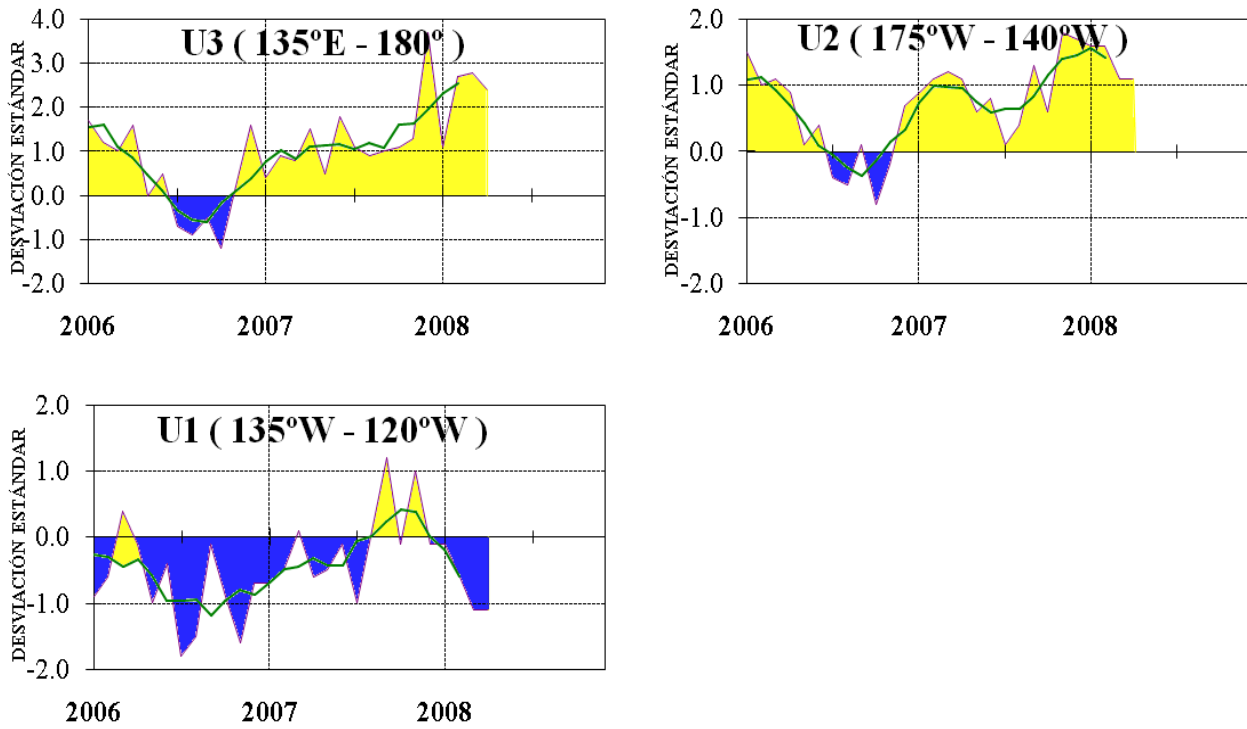 U3 ( 135ºE - 180º )
DESVIACIÓN ESTÁNDAR
4.0
3.0
2.0
1.0
0.0
-1.0
-2.0
2006 2007 2008
U2 ( 175ºW - 140ºW )
DESVIACIÓN ESTÁNDAR
2.0
1.0
0.0
-1.0
-2.0
2006 2007 2008
U1 ( 135ºW - 120ºW )
DESVIACIÓN ESTÁNDAR
2.0
1.0
0.0
-1.0
-2.0
2006 2007 2008